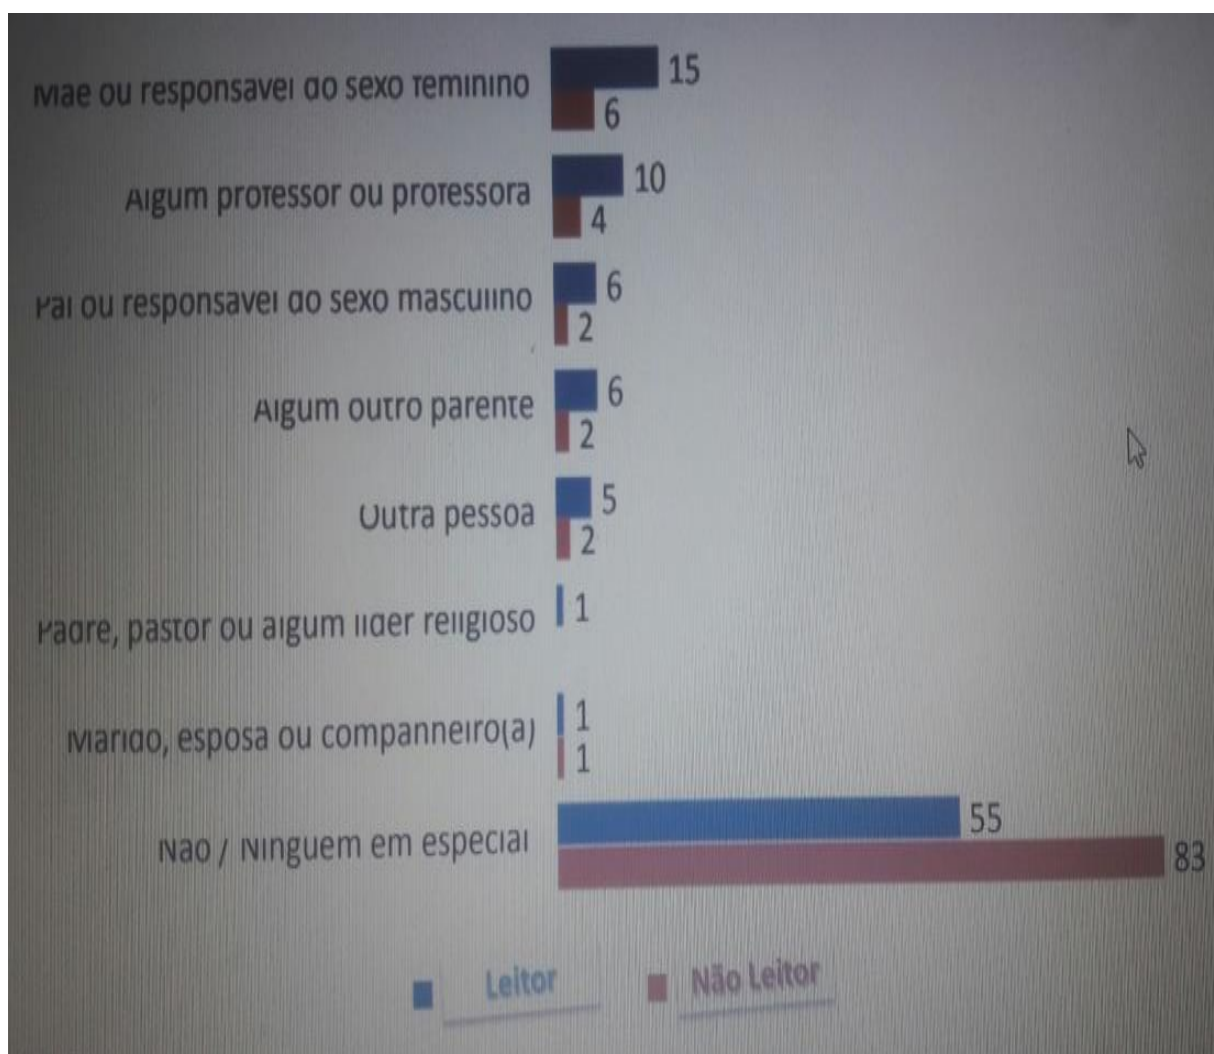 Mãe ou responsável do sexo feminino
15
6
Algum professor ou professora
10
4
Pai ou responsável do sexo masculino
6
2
Algum outro parente
6
2
Outra pessoa
5
2
Padre, pastor ou algum líder religioso
1
Marido, esposa ou companheiro(a)
1
1
Não / Ninguém em especial
55
83
Leitor Não Leitor